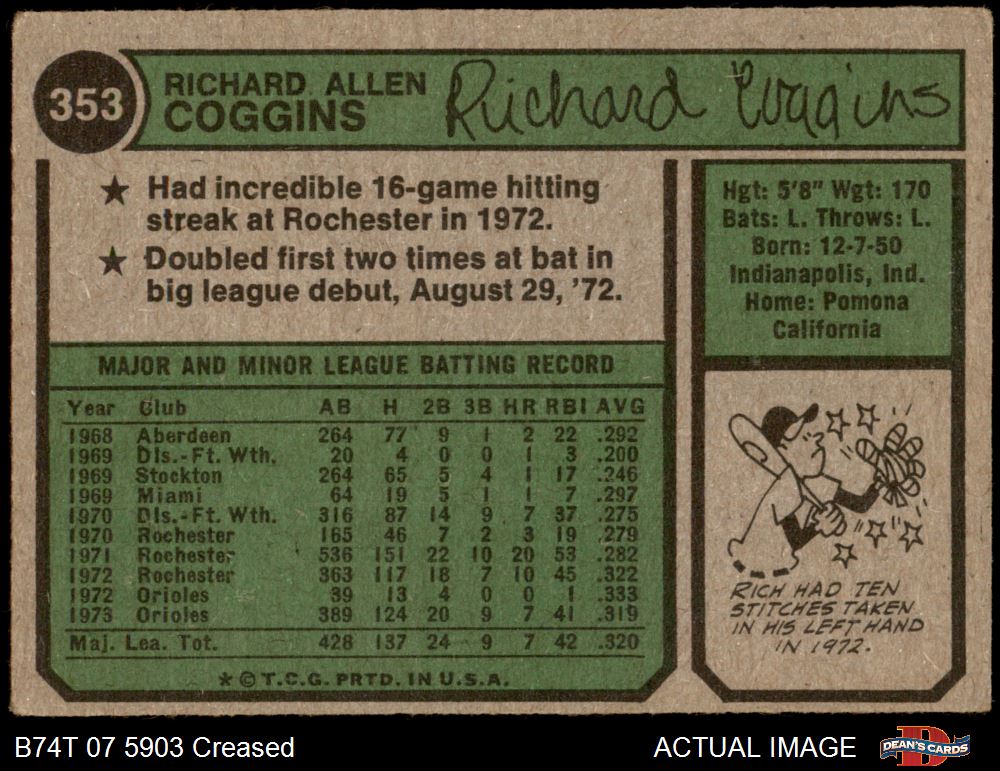 353
RICHARD ALLEN
COGGINS
Richard Coggins
★ Had incredible 16-game hitting
streak at Rochester in 1972.
★ Doubled first two times at bat in
big league debut, August 29, '72.
Hgt: 5'8" Wgt: 170
Bats: L. Throws: L.
Born: 12-7-50
Indianapolis, Ind.
Home: Pomona
California
MAJOR AND MINOR LEAGUE BATTING RECORD
Year Club AB H 2B 3B HR RBI AVG
1968 Aberdeen 264 77 9 1 2 22 .292
1969 Dls.-Ft. Wth. 20 4 0 0 1 3 .200
1969 Stockton 264 65 5 4 1 17 .246
1969 Miami 64 19 5 1 1 7 .297
1970 Dls.-Ft. Wth. 316 87 14 9 7 37 .275
1970 Rochester 165 46 7 2 3 19 .279
1971 Rochester 536 151 22 10 20 53 .282
1972 Rochester 363 117 18 7 10 45 .322
1972 Orioles 39 13 4 0 0 1 .333
1973 Orioles 389 124 20 9 7 41 .319
Maj. Lea. Tot. 428 137 24 9 7 42 .320
★ © T.C.G. PRTD. IN U.S.A.
RICH HAD TEN
STITCHES TAKEN
IN HIS LEFT HAND
IN 1972.
B74T 07 5903 Creased
ACTUAL IMAGE
DEAN'S CARDS